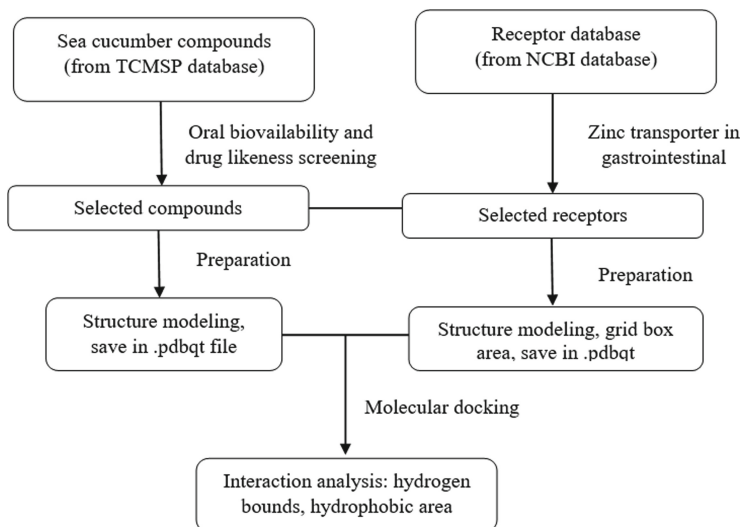 Sea cucumber compounds
(from TCMSP database)
Receptor database
(from NCBI database)
Oral biovailability and
drug likeness screening
Zinc transporter in
gastrointestinal
Selected compounds
Selected receptors
Preparation
Preparation
Structure modeling,
save in .pdbqt file
Structure modeling, grid box
area, save in .pdbqt
Molecular docking
Interaction analysis: hydrogen
bounds, hydrophobic area